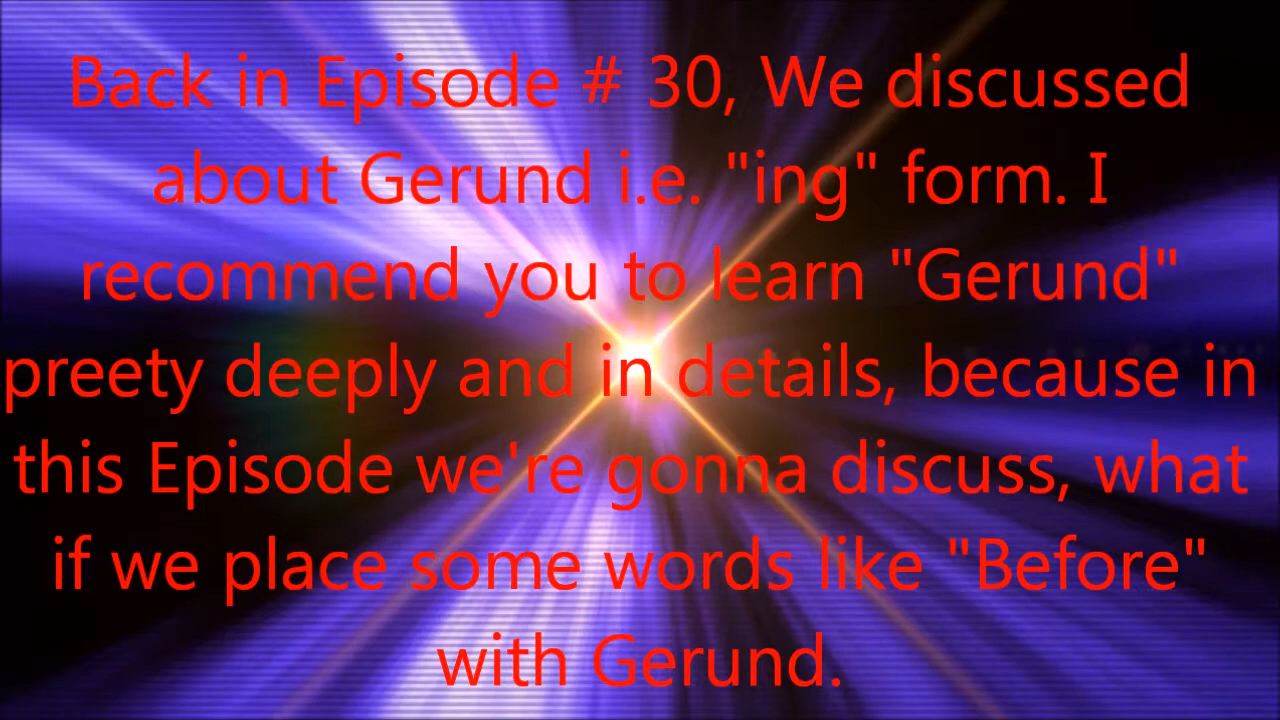 Back in Episode # 30, We discussed
about Gerund i.e. "ing" form. I
recommend you to learn "Gerund"
preety deeply and in details, because in
this Episode we're gonna discuss, what
if we place some words like "Before"
with Gerund.